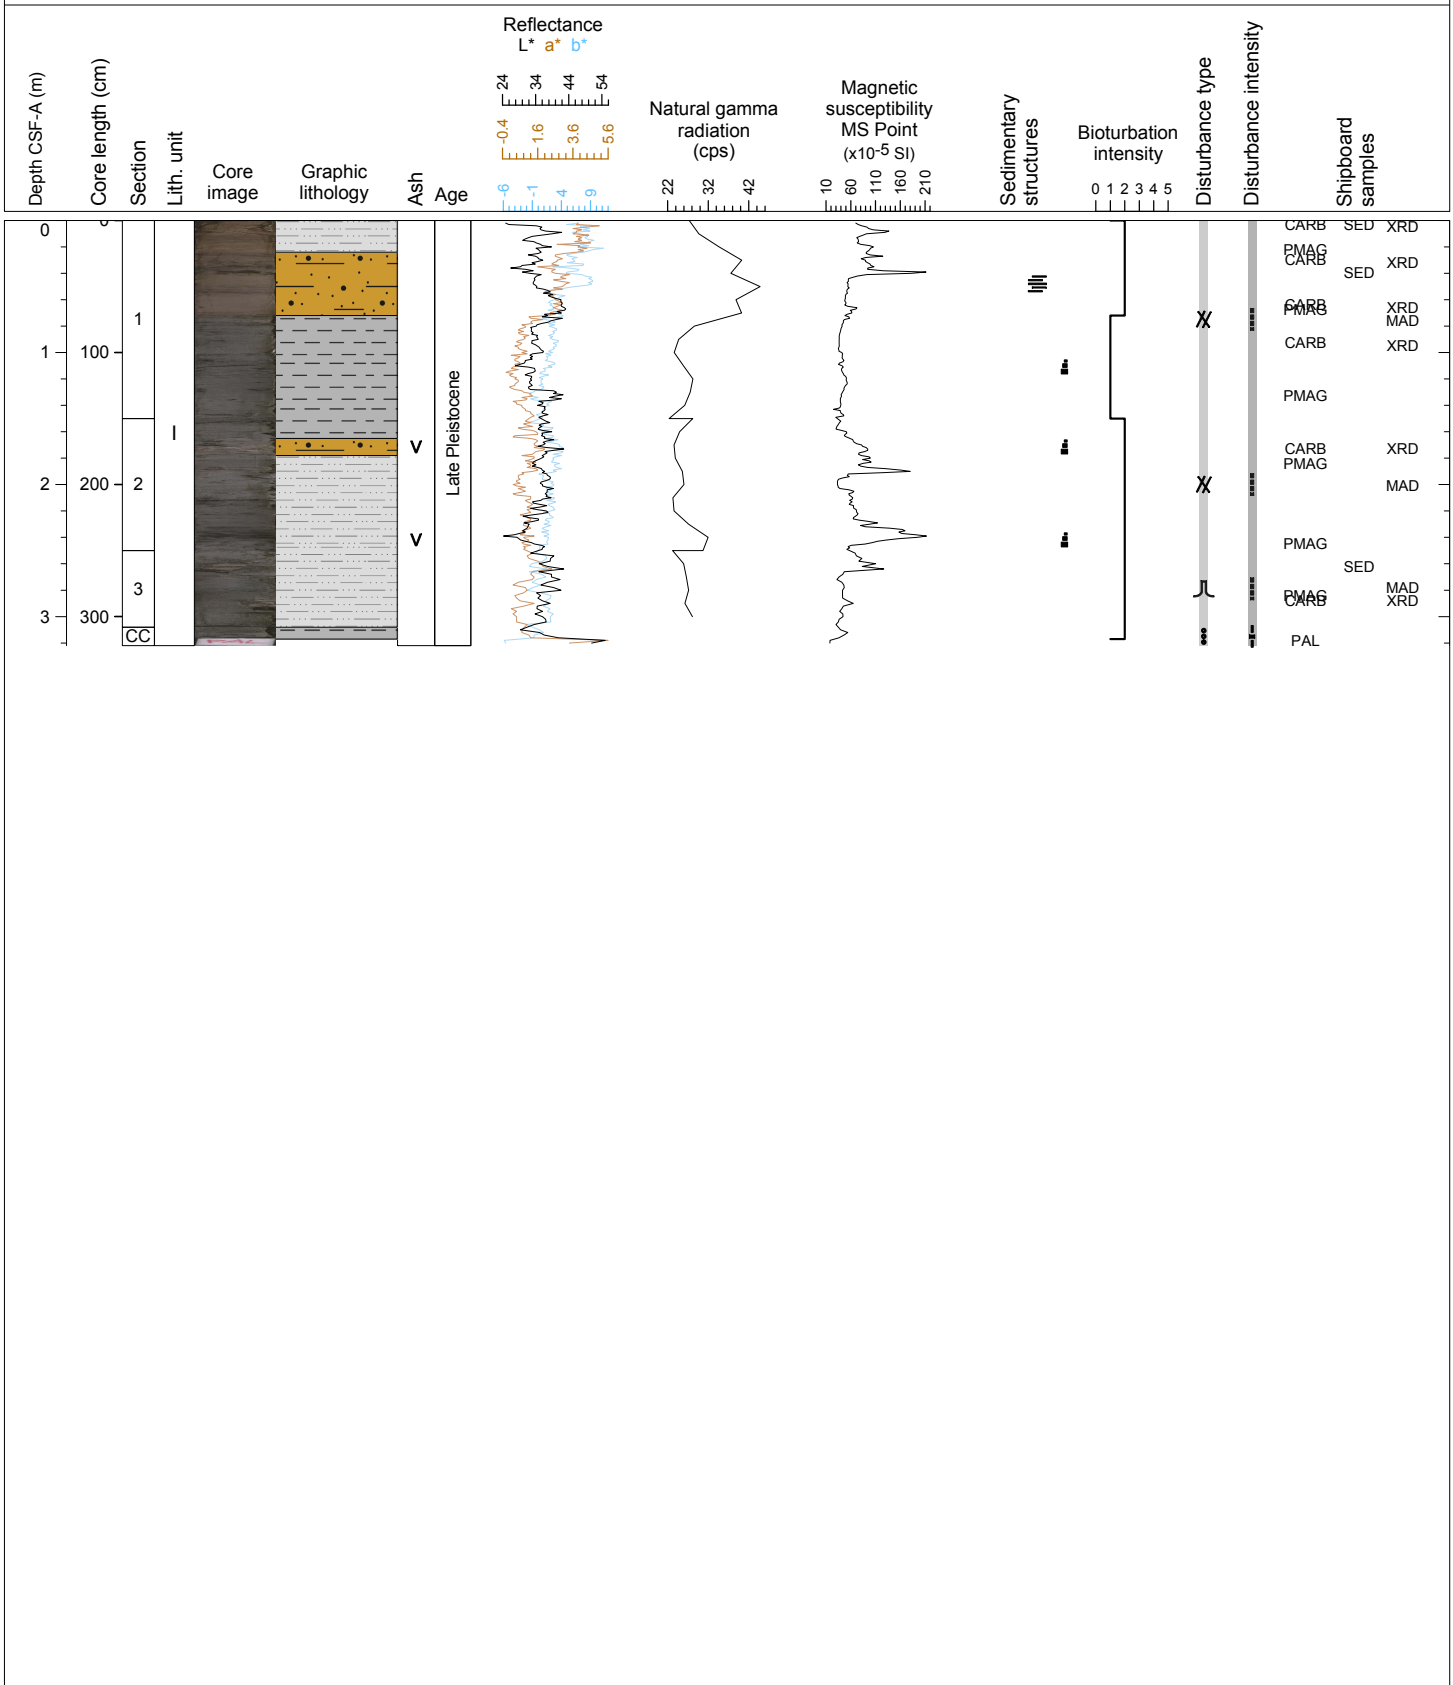 Depth CSF-A (m)
Core length (cm)
Section
Lith. unit
Core
image
Graphic
lithology
Ash
Age
Reflectance
L* a* b*
24 34 44 54
-0.4 1.6 3.6 5.6
-6 -1 4 9
Natural gamma
radiation
(cps)
22 32 42
Magnetic
susceptibility
MS Point
(x10-5 SI)
10 60 110 160 210
Sedimentary
structures
Bioturbation
intensity
0 1 2 3 4 5
Disturbance type
Disturbance intensity
Shipboard
samples
0
1
2
3
0
100
200
300
1
2
3
CC
I
V
V
Late Pleistocene
CARB SED XRD
PMAG
CARB XRD
SED
CARB XRD
PMAG MAD
CARB XRD
PMAG
CARB XRD
PMAG
MAD
PMAG
SED
MAD
PMAG
CARB XRD
PAL